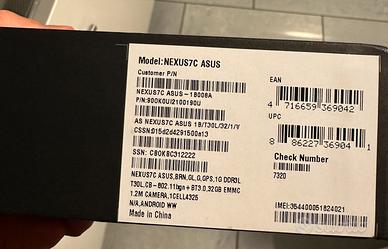 Model:NEXUS7C ASUS
Customer P/N
NEXUS7C ASUS-1B008A
P/N:90OK0UI2100190U
AS NEXUS7C ASUS 1B/T30L/32/1/Y
CSSN:015d2d4291500a13
SSN: CBOKBC312222
NEXUS7C ASUS,BRN,GL,G,GPS,1G DDR3L
T30L,CB-802.11bgn+BT3.0,32GB EMMC
1.2M CAMERA,1CELL4325
N/A,ANDROID WW
Made in China
EAN
4 716659 369042
UPC
8 86227 36904 1
Check Number
7320
IMEI:354400051824021